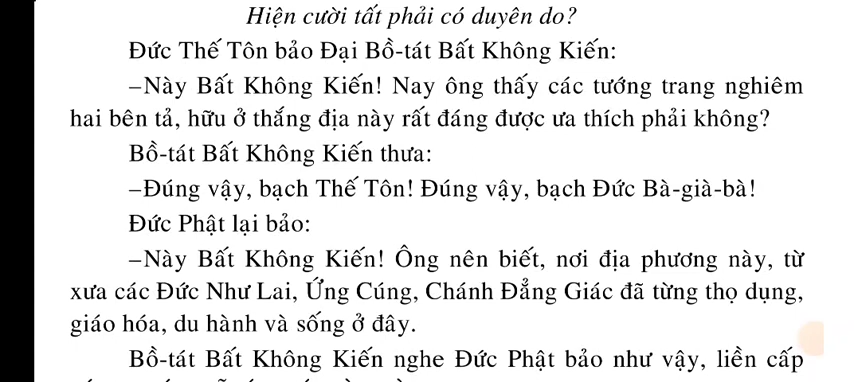 Hiện cười tất phải có duyên do?
Đức Thế Tôn bảo Đại Bồ-tát Bất Không Kiến:
–Này Bất Không Kiến! Nay ông thấy các tướng trang nghiêm
hai bên tả, hữu ở thắng địa này rất đáng được ưa thích phải không?
Bồ-tát Bất Không Kiến thưa:
–Đúng vậy, bạch Thế Tôn! Đúng vậy, bạch Đức Bà-già-bà!
Đức Phật lại bảo:
–Này Bất Không Kiến! Ông nên biết, nơi địa phương này, từ
xưa các Đức Như Lai, Ứng Cúng, Chánh Đẳng Giác đã từng thọ dụng,
giáo hóa, du hành và sống ở đây.
Bồ-tát Bất Không Kiến nghe Đức Phật bảo như vậy, liền cấp